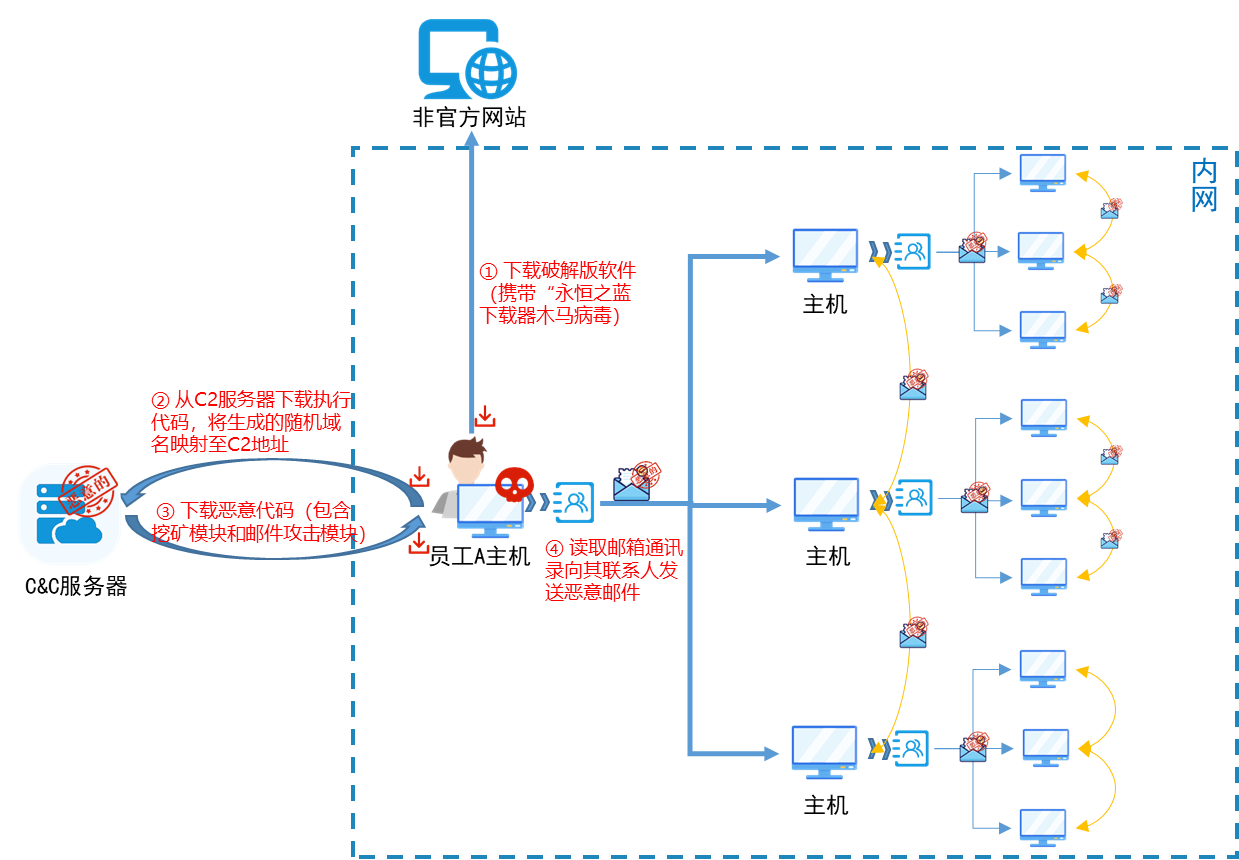 非官方网站
内
网
① 下载破解版软件
（携带“永恒之蓝
下载器木马病毒）
主机
② 从C2服务器下载执行
代码，将生成的随机域
名映射至C2地址
恶意的
③ 下载恶意代码（包含
挖矿模块和邮件攻击模块）
C&C服务器
员工A主机
④ 读取邮箱通讯
录向其联系人发
送恶意邮件
主机
主机